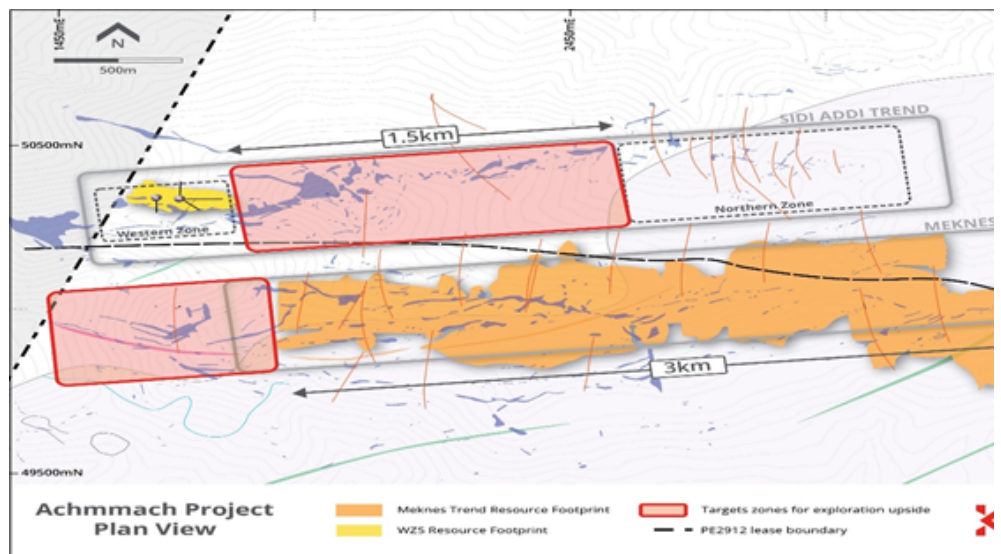 1450mE
2450mE
N
500m
SIDI ADDI TREND
1.5km
50500mN
Northern Zone
Western Zone
MEKNES
3km
49500mN
Achmmach Project
Plan View
Meknes Trend Resource Footprint
WZS Resource Footprint
Targets zones for exploration upside
PE2912 lease boundary